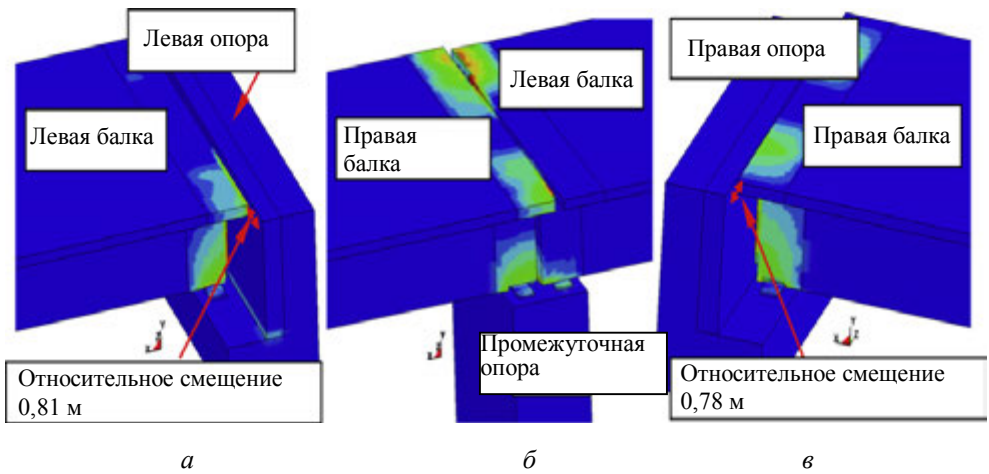 Левая опора
Левая балка
Относительное смещение
0,81 м
Левая балка
Правая
балка
Промежуточная
опора
Правая опора
Правая балка
Относительное смещение
0,78 м
а
б
в